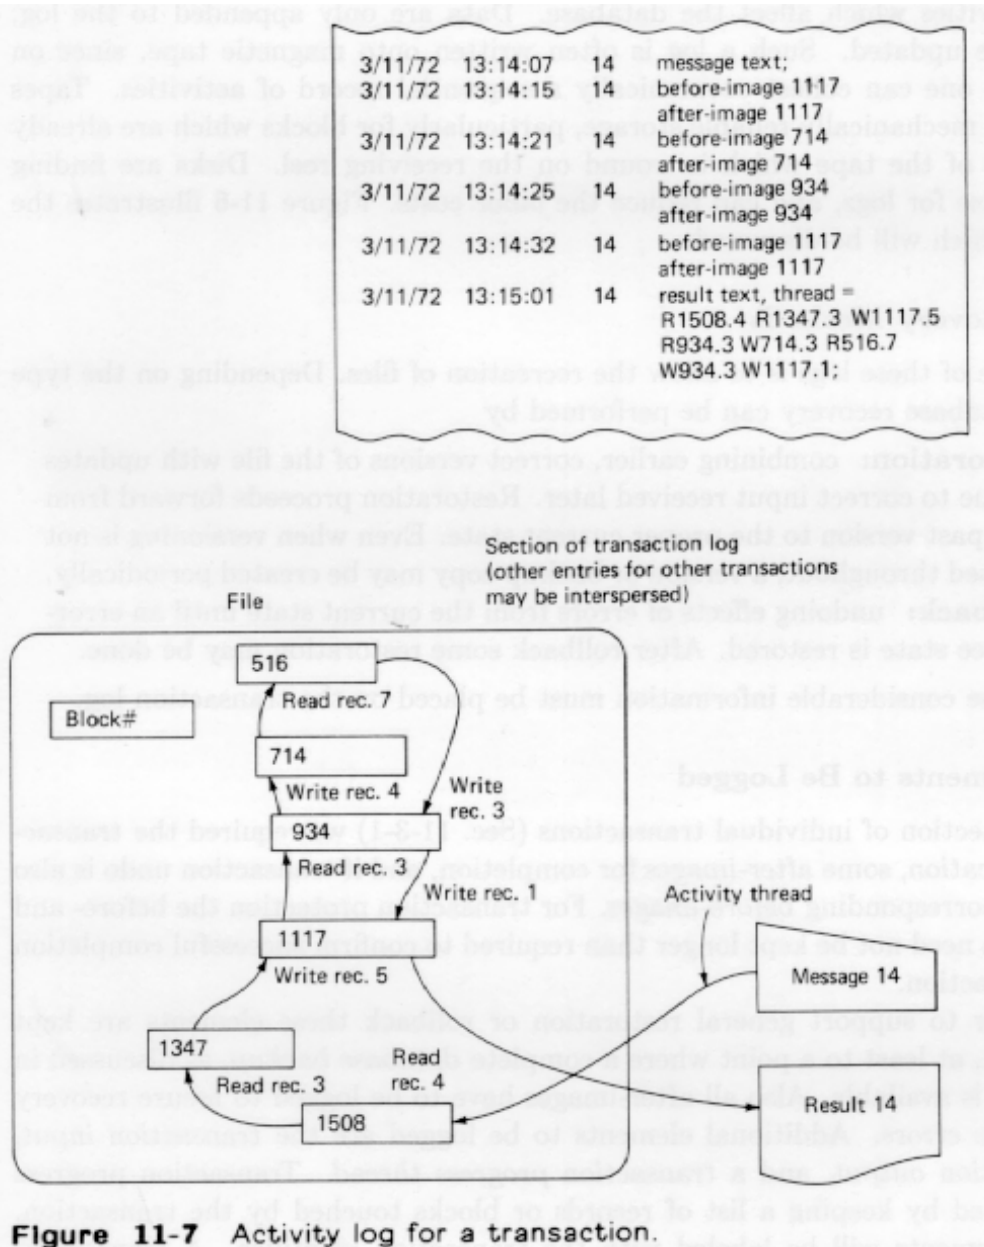 3/11/72 13:14:07 14 message text;
3/11/72 13:14:15 14 before-image 1117
after-image 1117
3/11/72 13:14:21 14 before-image 714
after-image 714
3/11/72 13:14:25 14 before-image 934
after-image 934
3/11/72 13:14:32 14 before-image 1117
after-image 1117
3/11/72 13:15:01 14 result text, thread =
R1508.4 R1347.3 W1117.5
R934.3 W714.3 R516.7
W934.3 W1117.1;
Section of transaction log
(other entries for other transactions
may be interspersed)
File
516
Read rec. 7
Block#
714
Write rec. 4
Write
rec. 3
934
Read rec. 3
Write rec. 1
Activity thread
1117
Write rec. 5
Message 14
1347
Read rec. 3
Read
rec. 4
1508
Result 14
Figure 11-7 Activity log for a transaction.